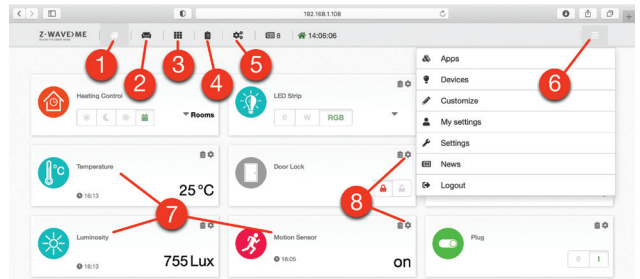 192.168.1.108
Z-WAVE>ME
8
14:06:06
1
2
3
4
5
6
Apps
Devices
Customize
My settings
Settings
News
Logout
Heating Control
Rooms
LED Strip
0 W RGB
Temperature
16:13
25 °C
Door Lock
7
8
Luminosity
16:13
755 Lux
Motion Sensor
16:05
on
Plug
0 I